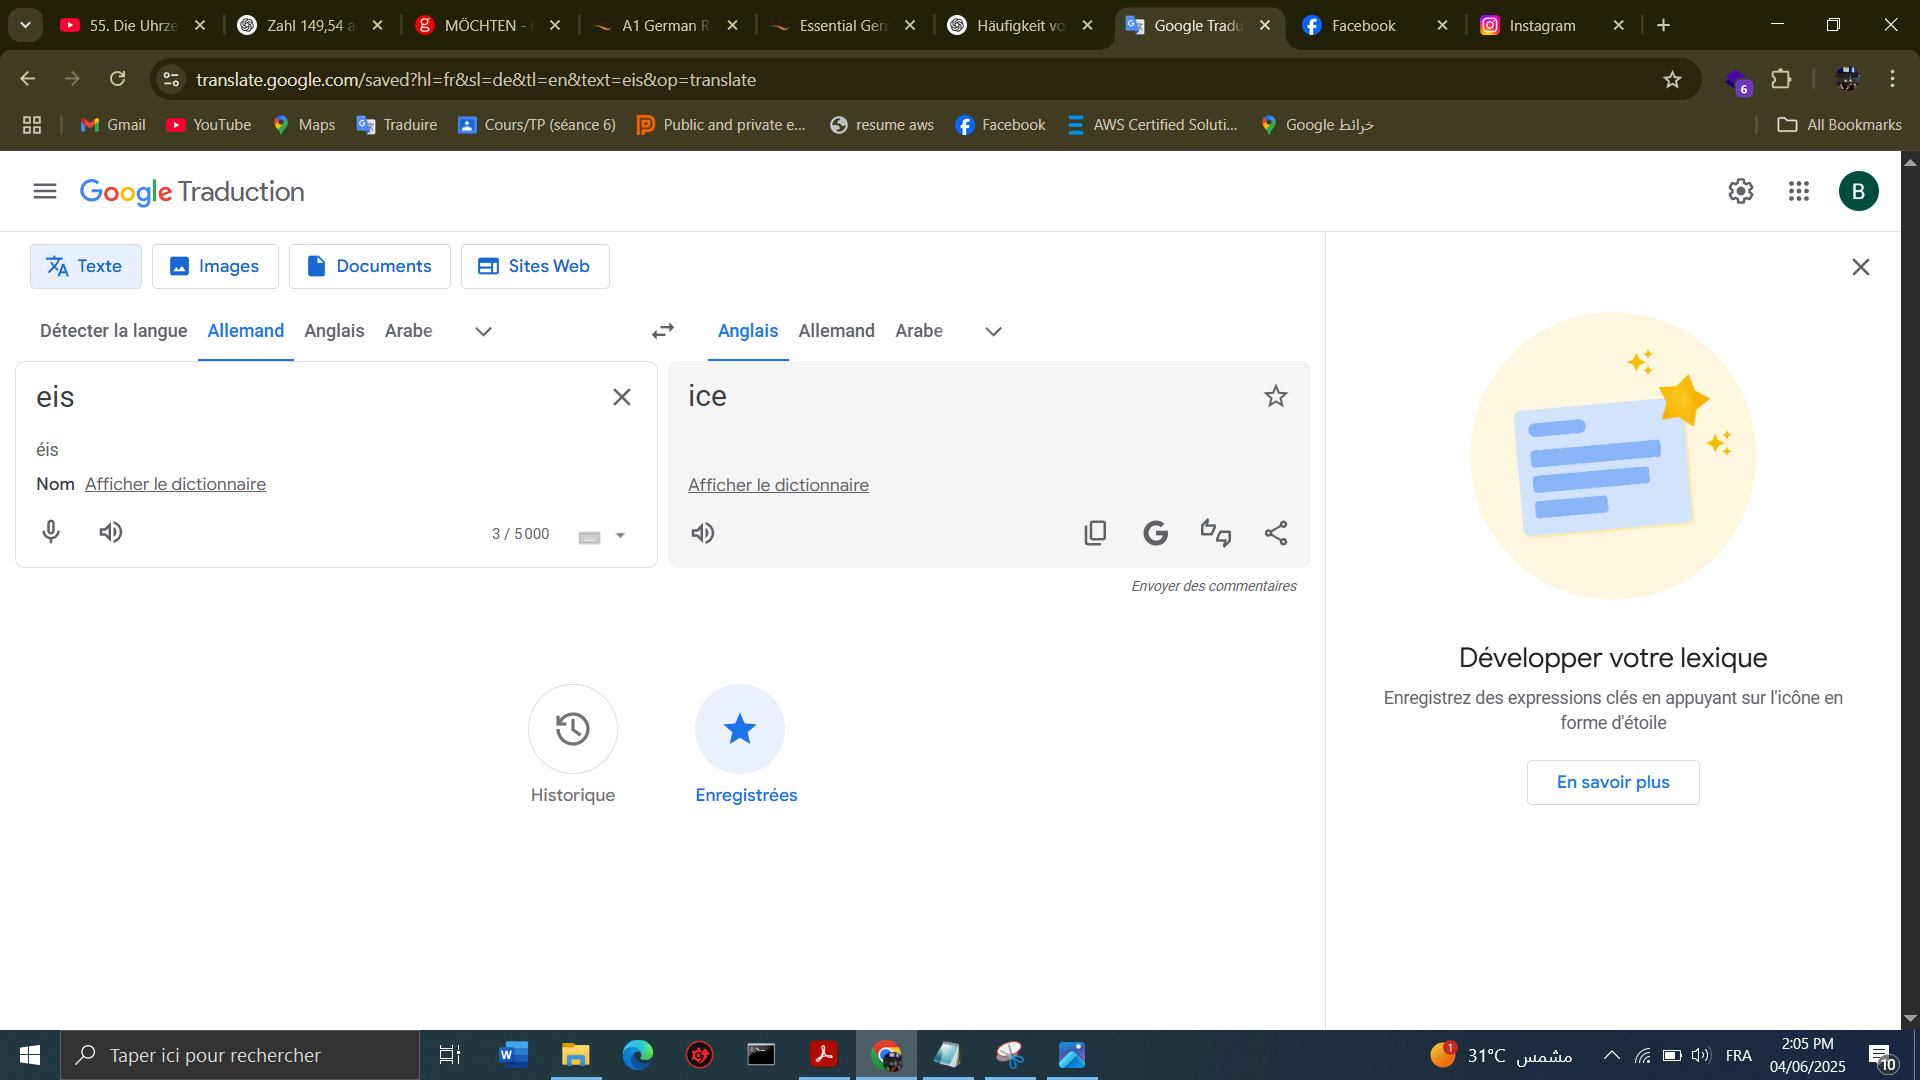 55. Die Uhrze
Zahl 149,54 a
MÖCHTEN -
A1 German R
Essential Ger
Häufigkeit vo
Google Tradu
Facebook
Instagram
translate.google.com/saved?hl=fr&sl=de&tl=en&text=eis&op=translate
6
Gmail
YouTube
Maps
Traduire
Cours/TP (séance 6)
Public and private e...
resume aws
Facebook
AWS Certified Soluti...
خرائط Google
All Bookmarks
Google Traduction
B
Texte
Images
Documents
Sites Web
Détecter la langue
Allemand
Anglais
Arabe
Anglais
Allemand
Arabe
eis
éis
Nom Afficher le dictionnaire
3 / 5 000
ice
Afficher le dictionnaire
Envoyer des commentaires
Historique
Enregistrées
Développer votre lexique
Enregistrez des expressions clés en appuyant sur l'icône en
forme d'étoile
En savoir plus
Taper ici pour rechercher
1
31°C مشمس
FRA
2:05 PM
04/06/2025
10